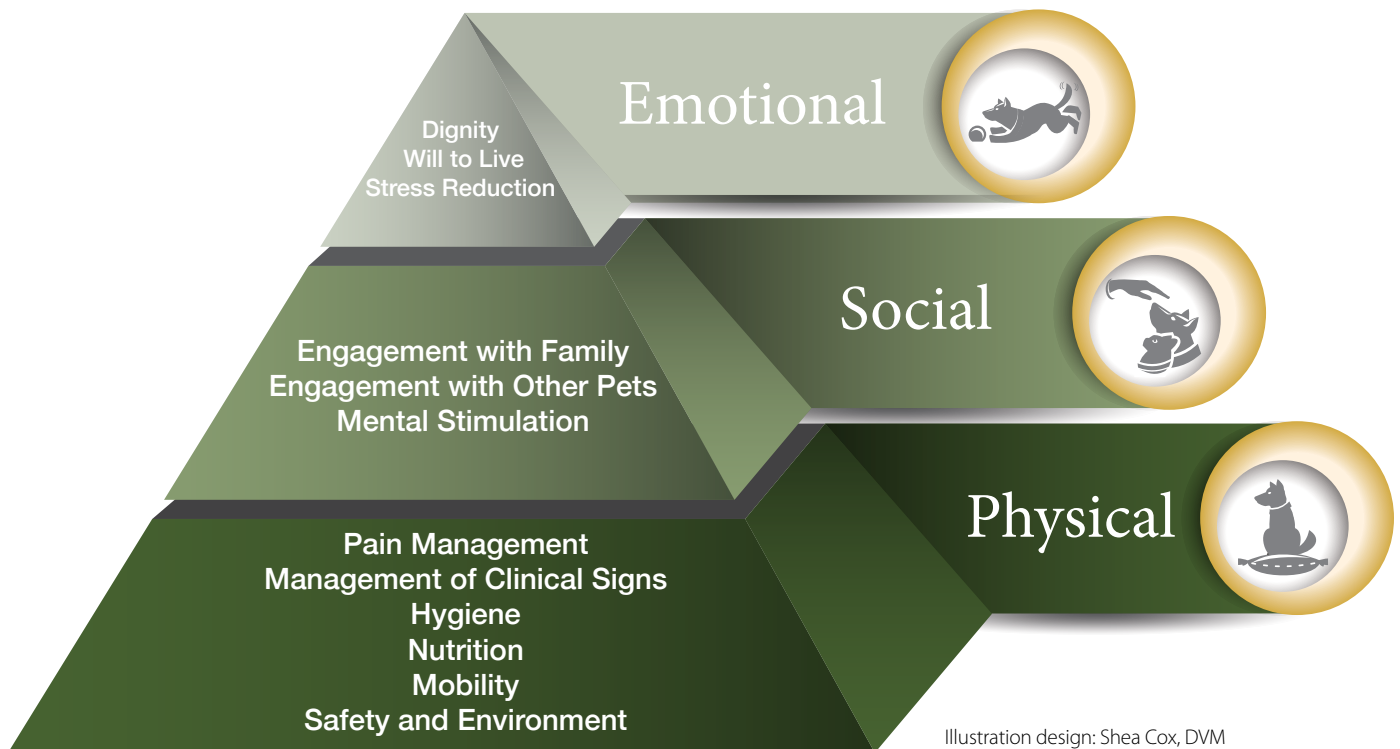 Emotional
Dignity
Will to Live
Stress Reduction
Social
Engagement with Family
Engagement with Other Pets
Mental Stimulation
Physical
Pain Management
Management of Clinical Signs
Hygiene
Nutrition
Mobility
Safety and Environment
Illustration design: Shea Cox, DVM